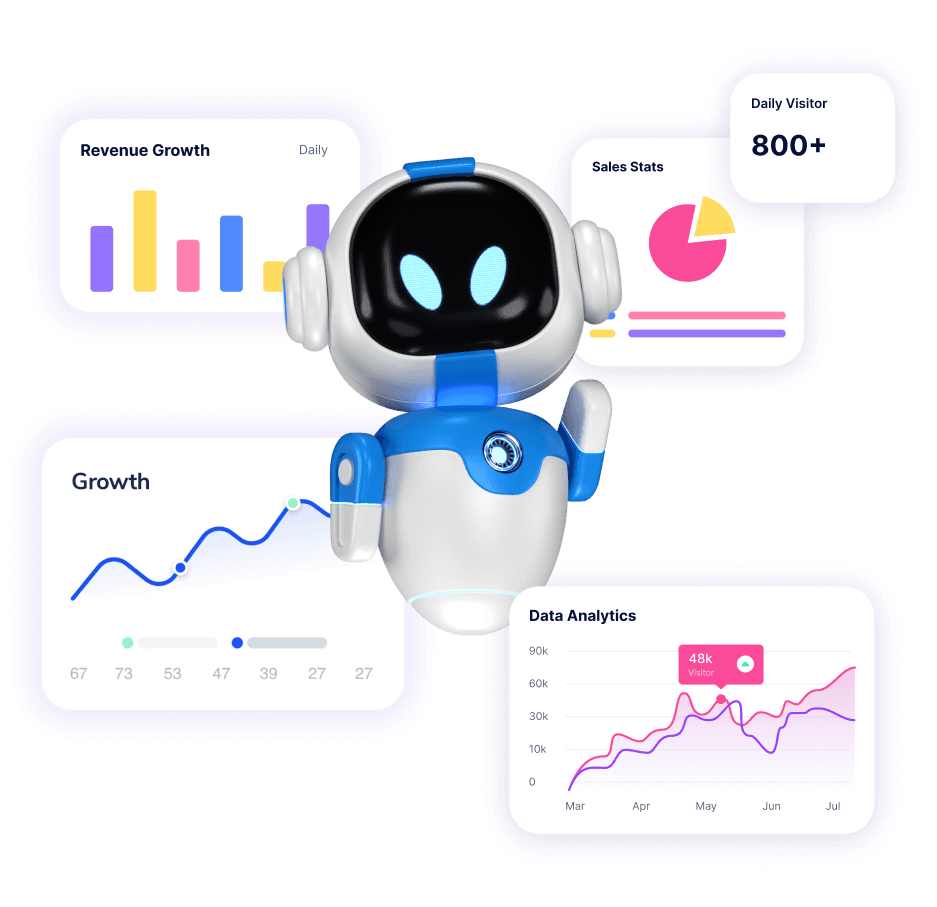 Daily Visitor
800+
Revenue Growth Daily
Sales Stats
Growth
67 73 53 47 39 27 27
Data Analytics
90k
60k
30k
10k
0
48k
Visitor
Mar Apr May Jun Jul